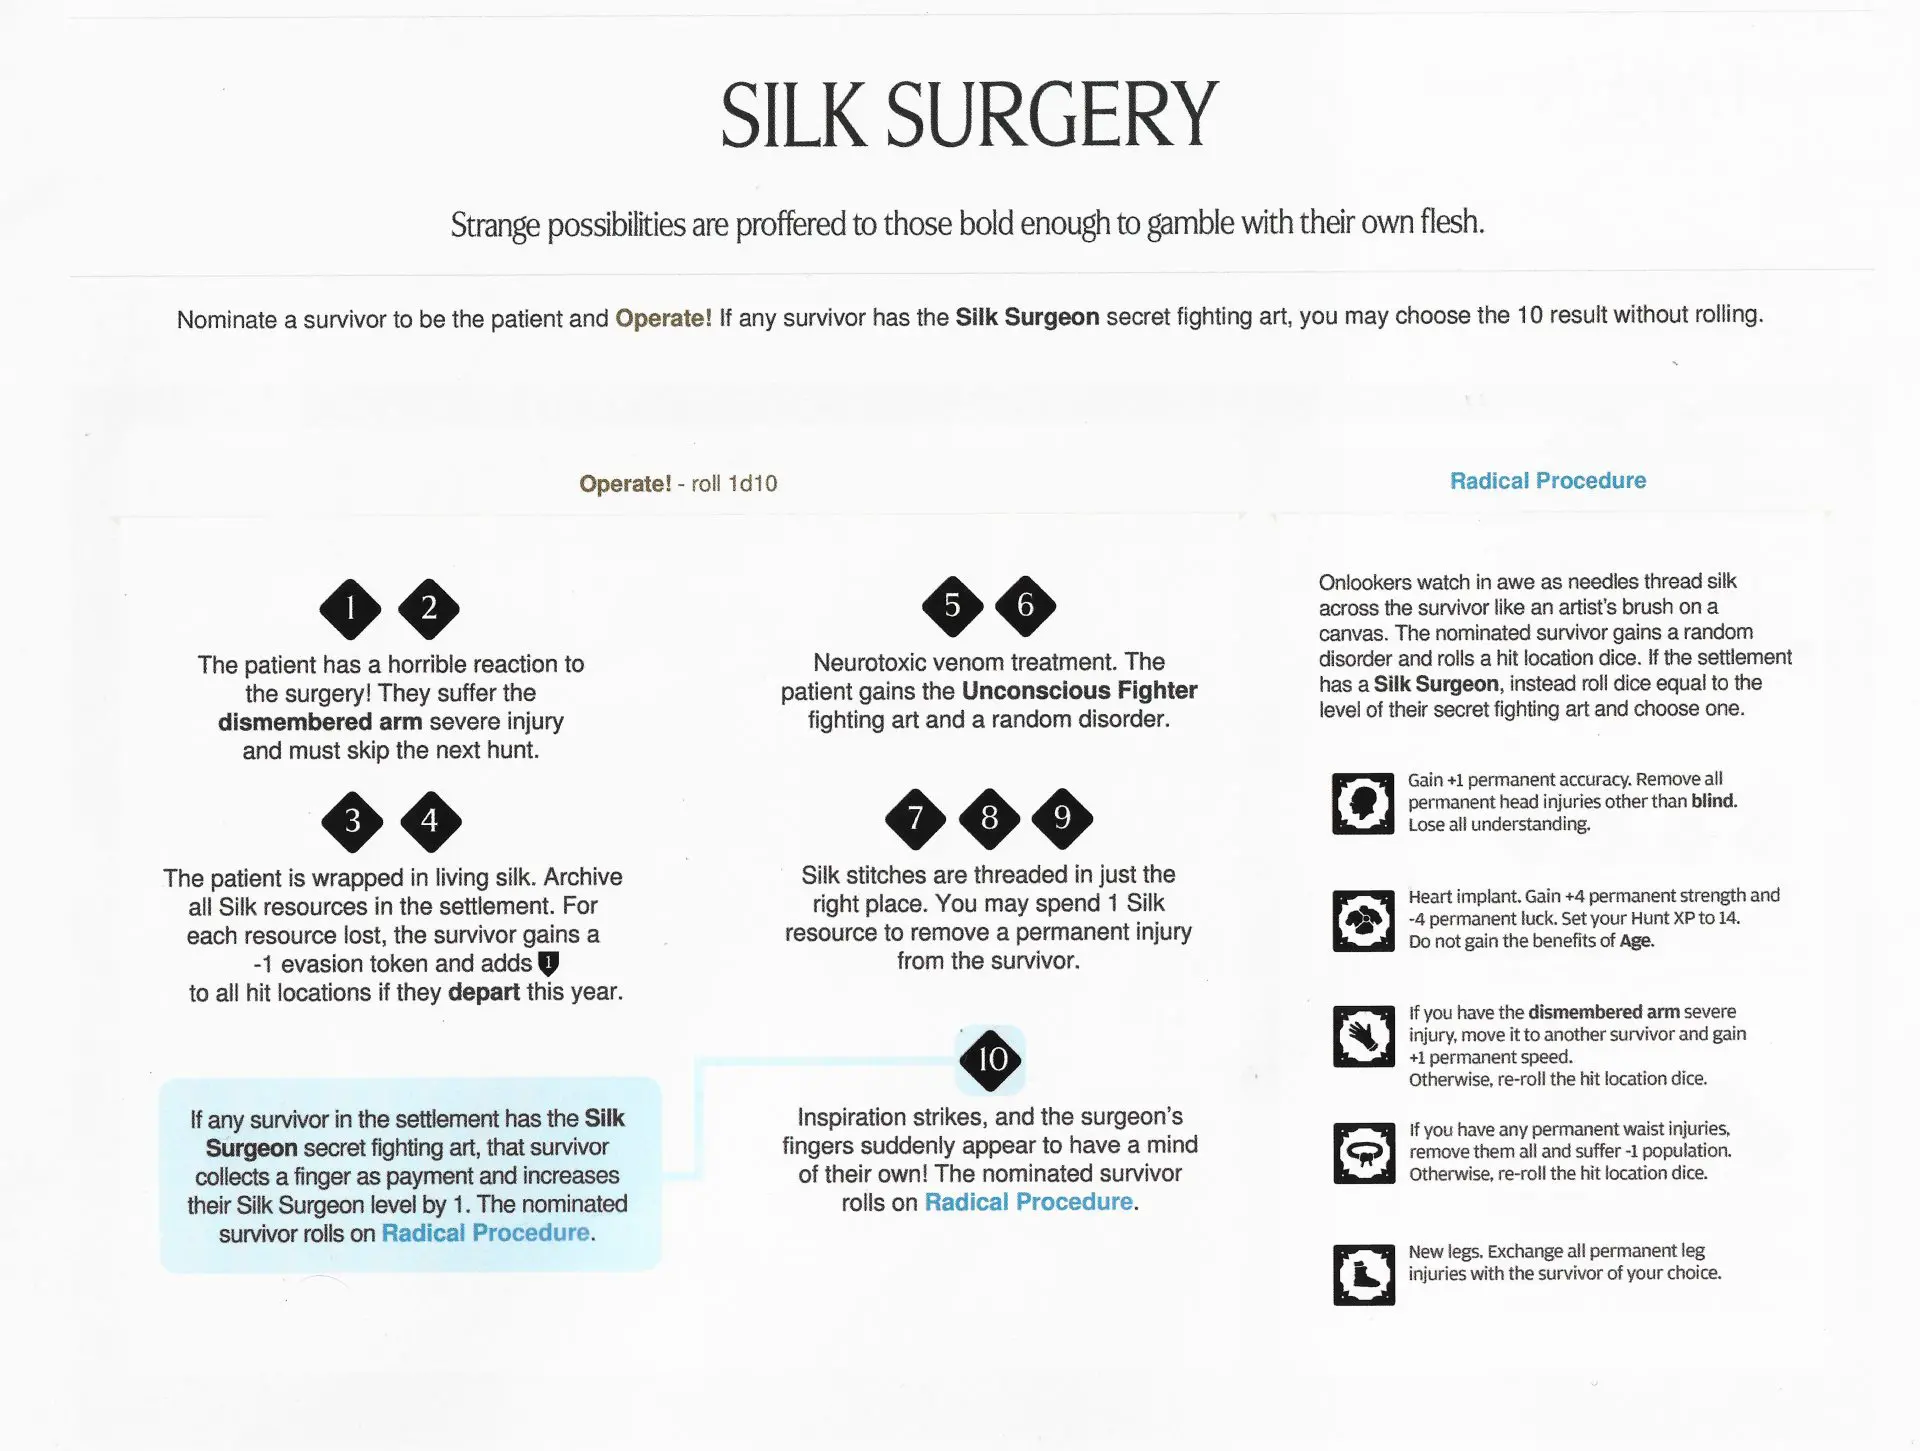 SILK SURGERY
Strange possibilities are proffered to those bold enough to gamble with their own flesh.
Nominate a survivor to be the patient and Operate! If any survivor has the Silk Surgeon secret fighting art, you may choose the 10 result without rolling.
Operate! - roll 1d10
1 2
The patient has a horrible reaction to
the surgery! They suffer the
dismembered arm severe injury
and must skip the next hunt.
3 4
The patient is wrapped in living silk. Archive
all Silk resources in the settlement. For
each resource lost, the survivor gains a
-1 evasion token and adds 1
to all hit locations if they depart this year.
If any survivor in the settlement has the Silk
Surgeon secret fighting art, that survivor
collects a finger as payment and increases
their Silk Surgeon level by 1. The nominated
survivor rolls on Radical Procedure.
5 6
Neurotoxic venom treatment. The
patient gains the Unconscious Fighter
fighting art and a random disorder.
7 8 9
Silk stitches are threaded in just the
right place. You may spend 1 Silk
resource to remove a permanent injury
from the survivor.
10
Inspiration strikes, and the surgeon's
fingers suddenly appear to have a mind
of their own! The nominated survivor
rolls on Radical Procedure.
Radical Procedure
Onlookers watch in awe as needles thread silk
across the survivor like an artist's brush on a
canvas. The nominated survivor gains a random
disorder and rolls a hit location dice. If the settlement
has a Silk Surgeon, instead roll dice equal to the
level of their secret fighting art and choose one.
Gain +1 permanent accuracy. Remove all
permanent head injuries other than blind.
Lose all understanding.
Heart implant. Gain +4 permanent strength and
-4 permanent luck. Set your Hunt XP to 14.
Do not gain the benefits of Age.
If you have the dismembered arm severe
injury, move it to another survivor and gain
+1 permanent speed.
Otherwise, re-roll the hit location dice.
If you have any permanent waist injuries,
remove them all and suffer -1 population.
Otherwise, re-roll the hit location dice.
New legs. Exchange all permanent leg
injuries with the survivor of your choice.